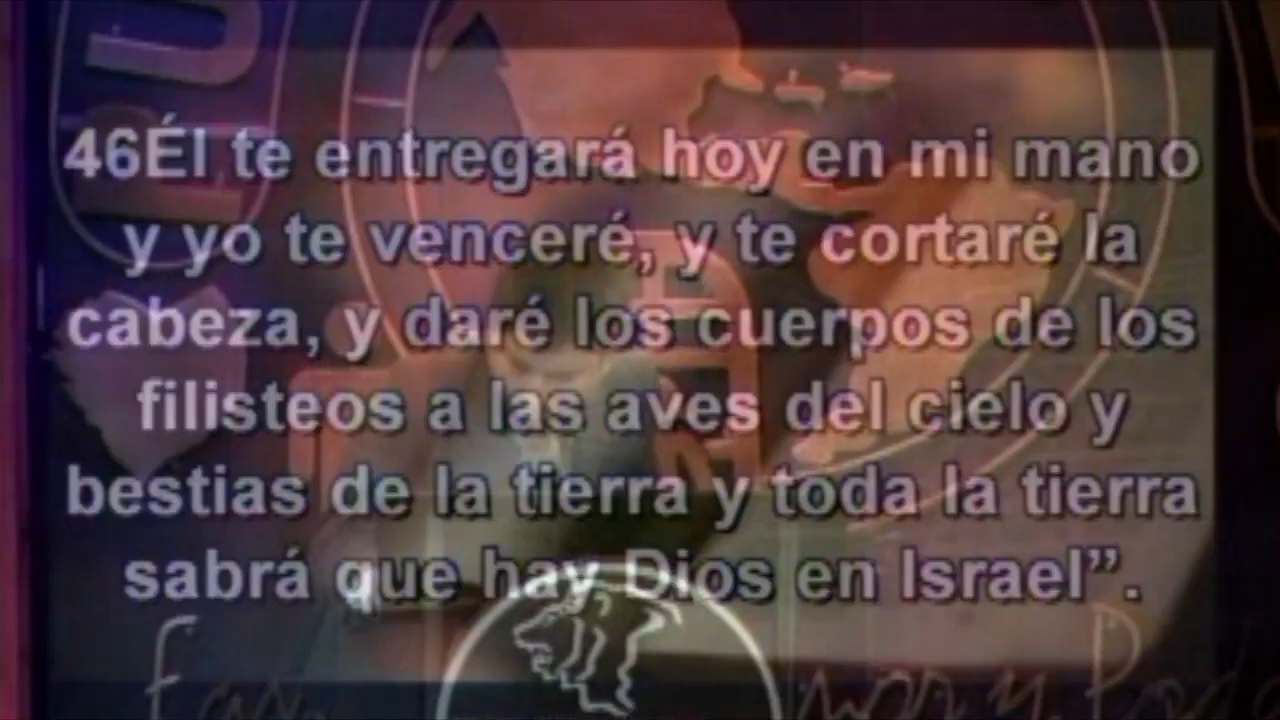 46Él te entregará hoy en mi mano
y yo te venceré, y te cortaré la
cabeza, y daré los cuerpos de los
filisteos a las aves del cielo y
bestias de la tierra y toda la tierra
sabrá que hay Dios en Israel”.